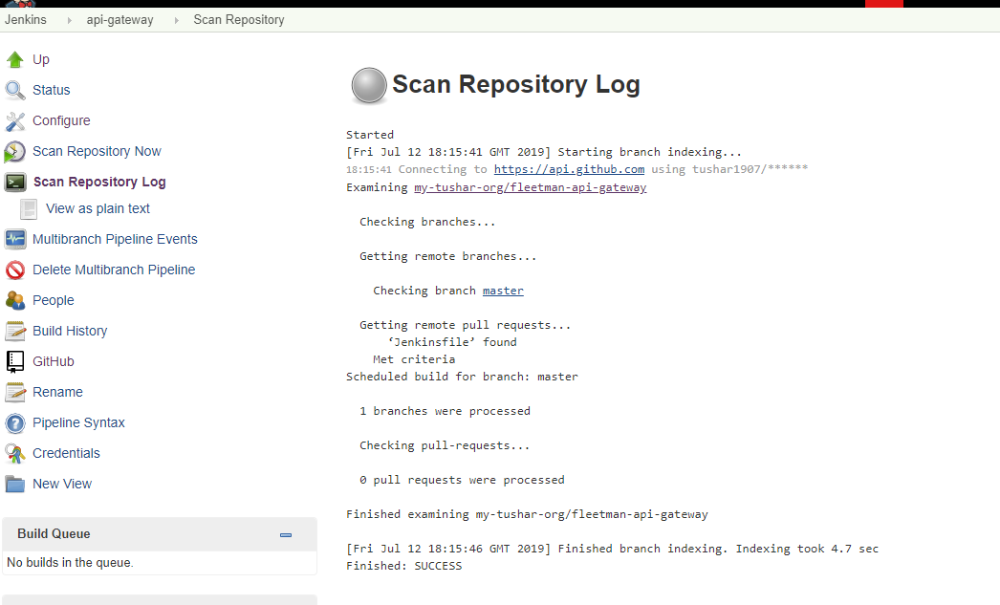 Jenkins api-gateway Scan Repository
Up
Status
Configure
Scan Repository Now
Scan Repository Log
View as plain text
Multibranch Pipeline Events
Delete Multibranch Pipeline
People
Build History
GitHub
Rename
Pipeline Syntax
Credentials
New View
Build Queue
No builds in the queue.
Scan Repository Log
Started
[Fri Jul 12 18:15:41 GMT 2019] Starting branch indexing...
18:15:41 Connecting to https://api.github.com using tushar1907/******
Examining my-tushar-org/fleetman-api-gateway
Checking branches...
Getting remote branches...
Checking branch master
Getting remote pull requests...
‘Jenkinsfile’ found
Met criteria
Scheduled build for branch: master
1 branches were processed
Checking pull-requests...
0 pull requests were processed
Finished examining my-tushar-org/fleetman-api-gateway
[Fri Jul 12 18:15:46 GMT 2019] Finished branch indexing. Indexing took 4.7 sec
Finished: SUCCESS